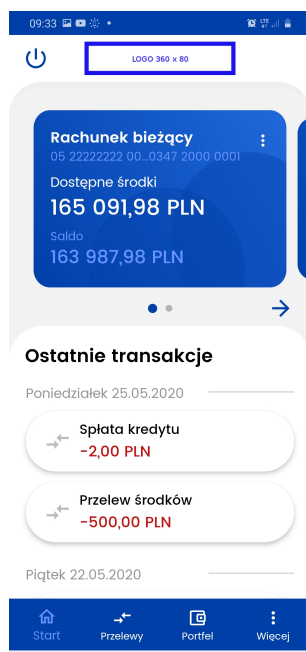 09:33
LTE
LOGO 360 x 80
Rachunek bieżący
05 22222222 00...0347 2000 0001
Dostępne środki
165 091,98 PLN
Saldo
163 987,98 PLN
Ostatnie transakcje
Poniedziałek 25.05.2020
Spłata kredytu
-2,00 PLN
Przelew środków
-500,00 PLN
Piątek 22.05.2020
Start
Przelewy
Portfel
Więcej